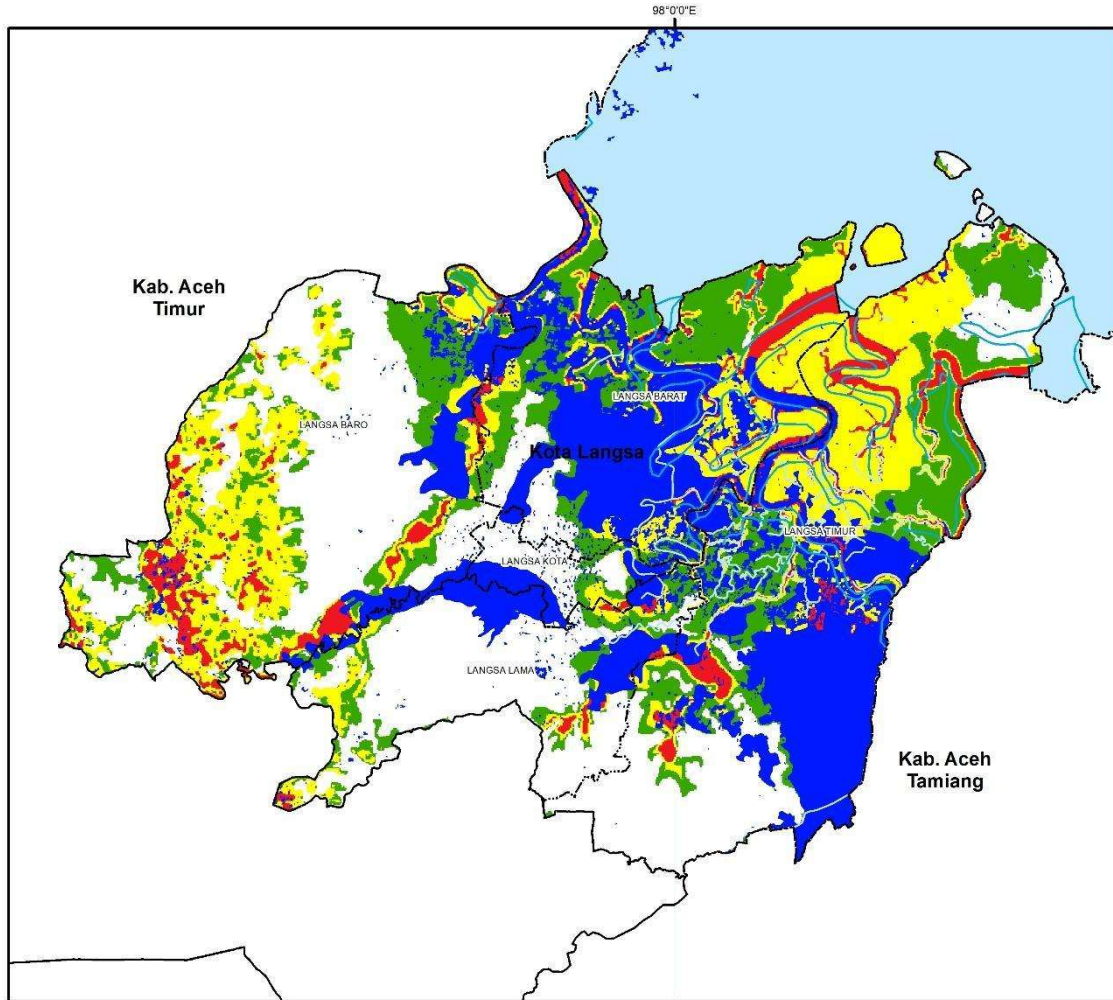 98°0'0"E
Kab. Aceh
Timur
LANGSA BARAT
LANGSA BARO
Kota Langsa
LANGSA TIMUR
LANGSA KOTA
LANGSA LAMA
Kab. Aceh
Tamiang